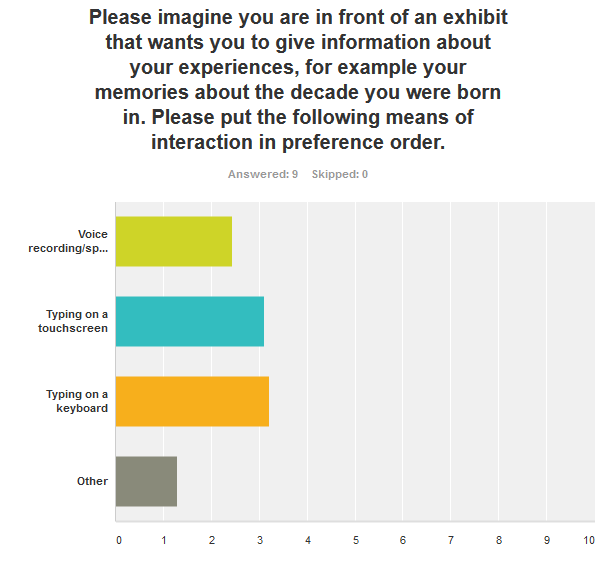 Please imagine you are in front of an exhibit
that wants you to give information about
your experiences, for example your
memories about the decade you were born
in. Please put the following means of
interaction in preference order.
Answered: 9 Skipped: 0
Voice
recording/sp...
Typing on a
touchscreen
Typing on a
keyboard
Other
0 1 2 3 4 5 6 7 8 9 10